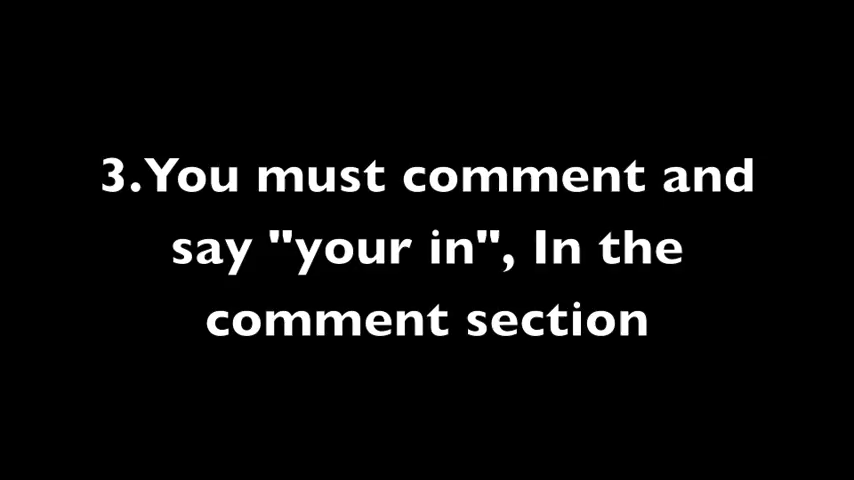 3.You must comment and
say "your in", In the
comment section